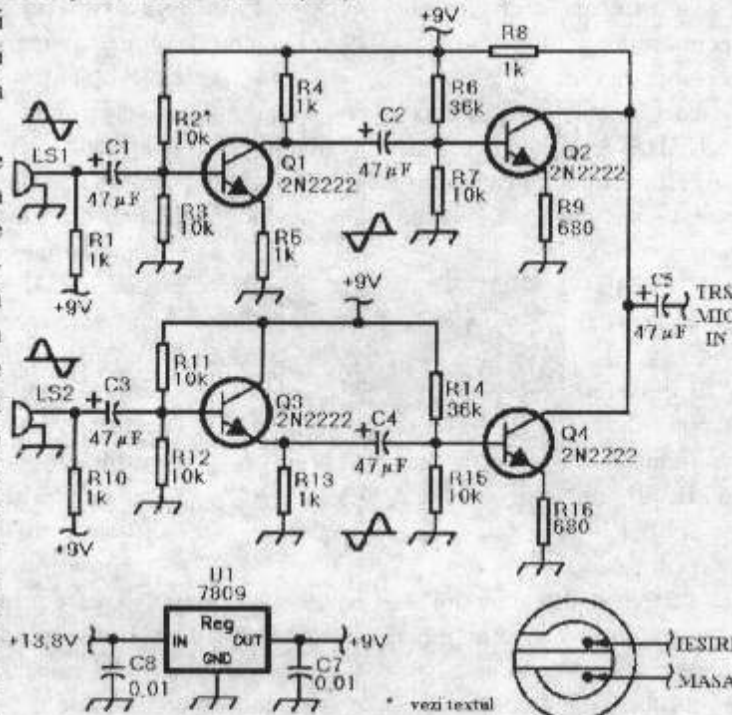 +9V
R8
1k
R4
1k
R6
36k
R2*
10k
C1
C2
LS1
47µF
Q1
2N2222
47µF
Q2
2N2222
R3
10k
R7
10k
R9
680
R1
1k
R5
1k
+9V
+9V
C5
47µF
TRS
MIC
IN
R11
10k
LS2
C3
R14
36k
47µF
Q3
2N2222
C4
47µF
Q4
2N2222
R12
10k
R10
1k
R13
1k
R15
10k
R16
680
+9V
U1
7809
Reg
+13,8V
IN
OUT
GND
+9V
C8
0,01
C7
0,01
IESIRE
MASA
* vezi textul